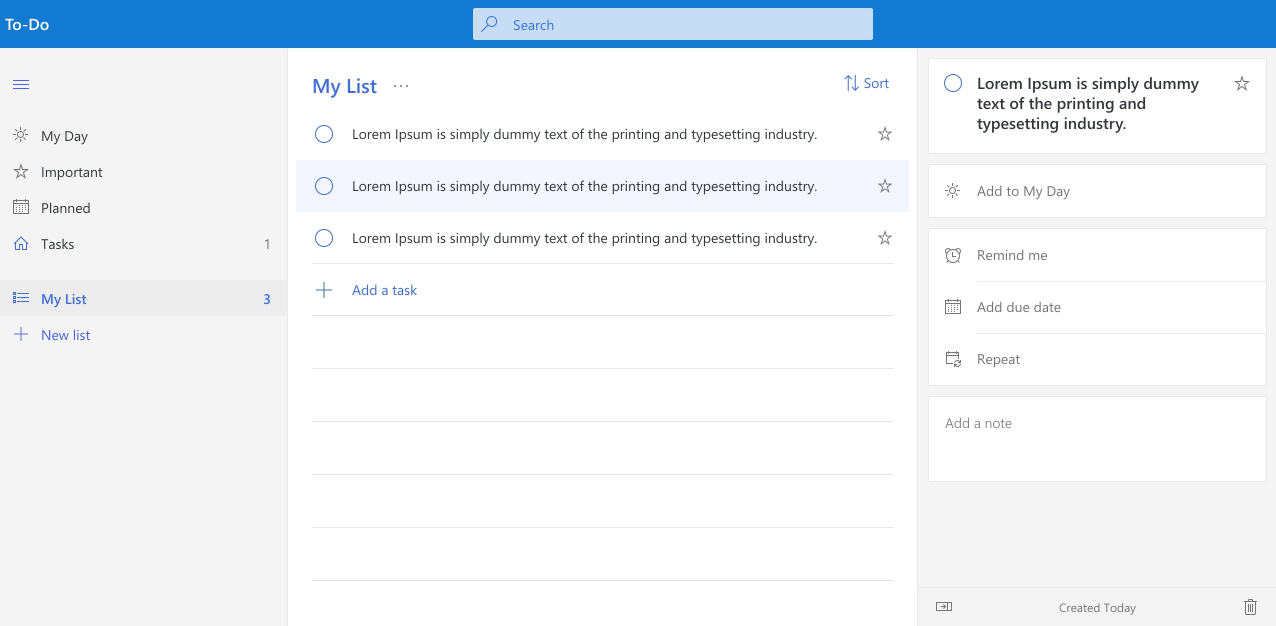 To-Do
Search
My Day
Important
Planned
Tasks 1
My List 3
New list
My List ...
Sort
Lorem Ipsum is simply dummy text of the printing and typesetting industry.
Lorem Ipsum is simply dummy text of the printing and typesetting industry.
Lorem Ipsum is simply dummy text of the printing and typesetting industry.
Add a task
Lorem Ipsum is simply dummy
text of the printing and
typesetting industry.
Add to My Day
Remind me
Add due date
Repeat
Add a note
Created Today